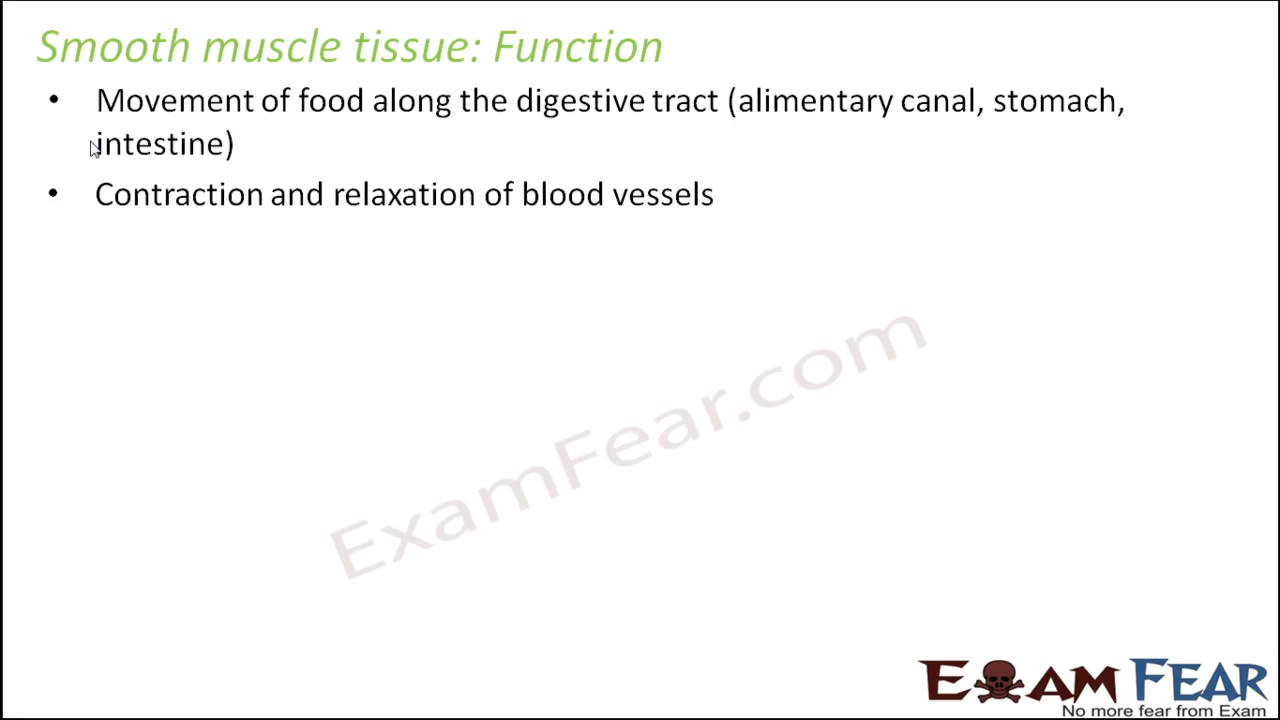 Smooth muscle tissue: Function
• Movement of food along the digestive tract (alimentary canal, stomach,
intestine)
• Contraction and relaxation of blood vessels
ExamFear.com
EXAM FEAR
No more fear from Exam